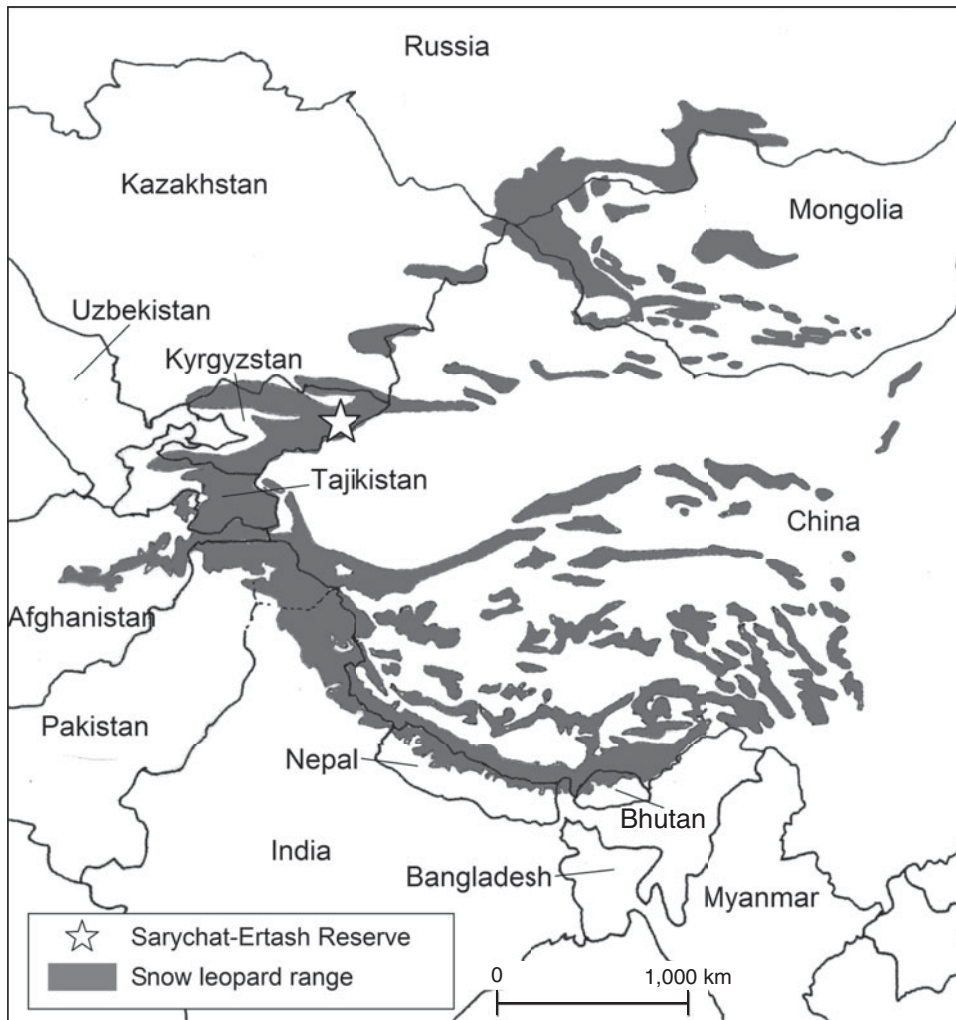 Russia
Kazakhstan
Mongolia
Uzbekistan
Kyrgyzstan
Tajikistan
China
Afghanistan
Pakistan
Nepal
Bhutan
India
Bangladesh
Myanmar
Sarychat-Ertash Reserve
Snow leopard range
0 1,000 km